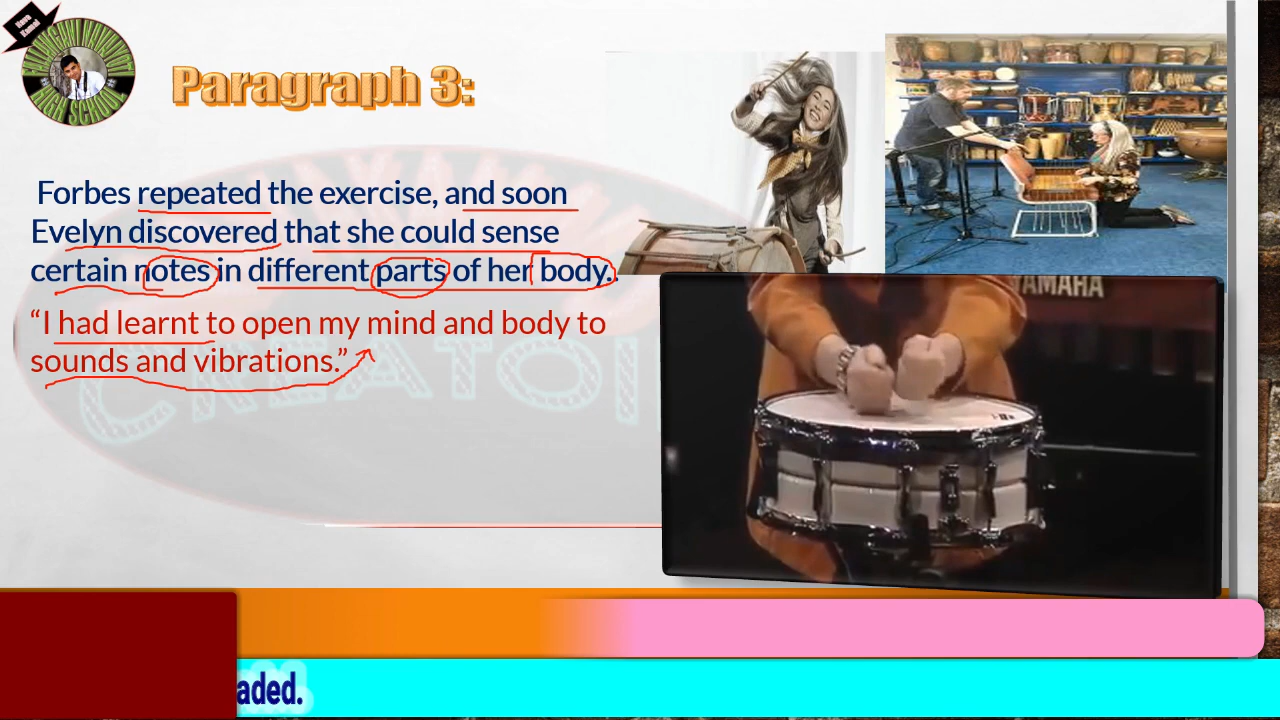 Paragraph 3:
Forbes repeated the exercise, and soon
Evelyn discovered that she could sense
certain notes in different parts of her body..
“I had learnt to open my mind and body to
sounds and vibrations.”
YAMAHA
aded.